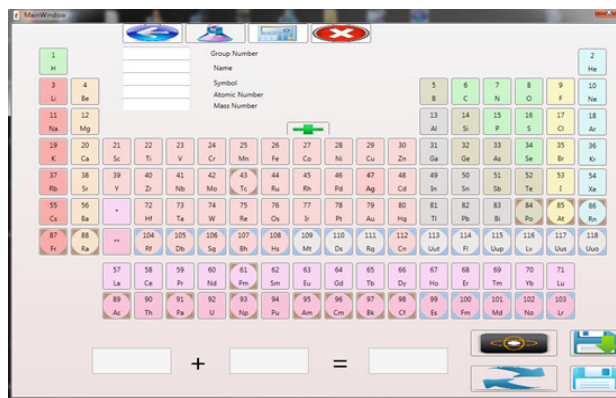 MainWindow
Group Number
Name
Symbol
Atomic Number
Mass Number
1 2
H He
3 4 5 6 7 8 9 10
Li Be B C N O F Ne
11 12 13 14 15 16 17 18
Na Mg Al Si P S Cl Ar
19 20 21 22 23 24 25 26 27 28 29 30 31 32 33 34 35 36
K Ca Sc Ti V Cr Mn Fe Co Ni Cu Zn Ga Ge As Se Br Kr
37 38 39 40 41 42 43 44 45 46 47 48 49 50 51 52 53 54
Rb Sr Y Zr Nb Mo Tc Ru Rh Pd Ag Cd In Sn Sb Te I Xe
55 56 * 72 73 74 75 76 77 78 79 80 81 82 83 84 85 86
Cs Ba Hf Ta W Re Os Ir Pt Au Hg Tl Pb Bi Po At Rn
87 88 ** 104 105 106 107 108 109 110 111 112 113 114 115 116 117 118
Fr Ra Rf Db Sg Bh Hs Mt Ds Rg Cn Uut Fl Uup Lv Uus Uuo
57 58 59 60 61 62 63 64 65 66 67 68 69 70 71
La Ce Pr Nd Pm Sm Eu Gd Tb Dy Ho Er Tm Yb Lu
89 90 91 92 93 94 95 96 97 98 99 100 101 102 103
Ac Th Pa U Np Pu Am Cm Bk Cf Es Fm Md No Lr
+ =